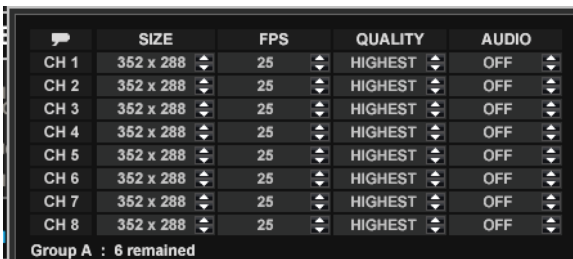 SIZE FPS QUALITY AUDIO
CH 1 352 x 288 25 HIGHEST OFF
CH 2 352 x 288 25 HIGHEST OFF
CH 3 352 x 288 25 HIGHEST OFF
CH 4 352 x 288 25 HIGHEST OFF
CH 5 352 x 288 25 HIGHEST OFF
CH 6 352 x 288 25 HIGHEST OFF
CH 7 352 x 288 25 HIGHEST OFF
CH 8 352 x 288 25 HIGHEST OFF
Group A : 6 remained